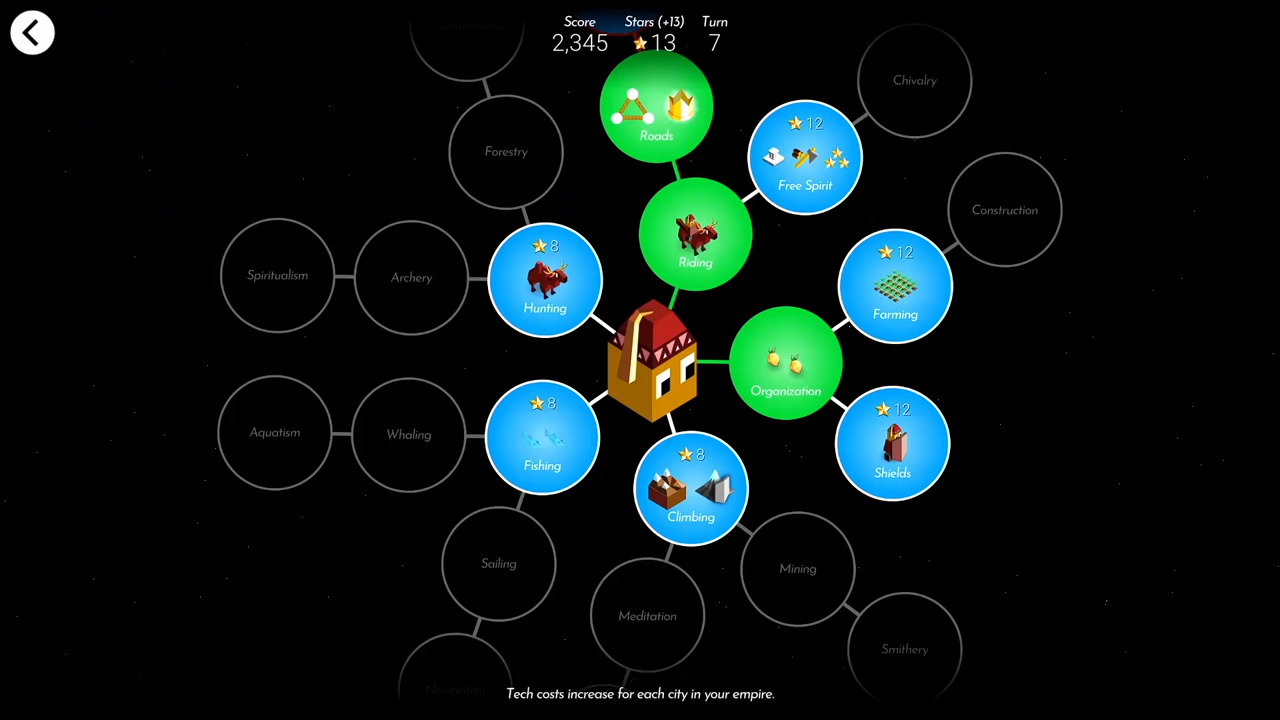 Score
Stars (+13)
Turn
2,345
13
7
Chivalry
Roads
12
Free Spirit
Forestry
Construction
Riding
8
Hunting
12
Farming
Spiritualism
Archery
Organization
8
Fishing
12
Shields
Aquatism
Whaling
8
Climbing
Sailing
Mining
Meditation
Smithery
Navigation
Tech costs increase for each city in your empire.